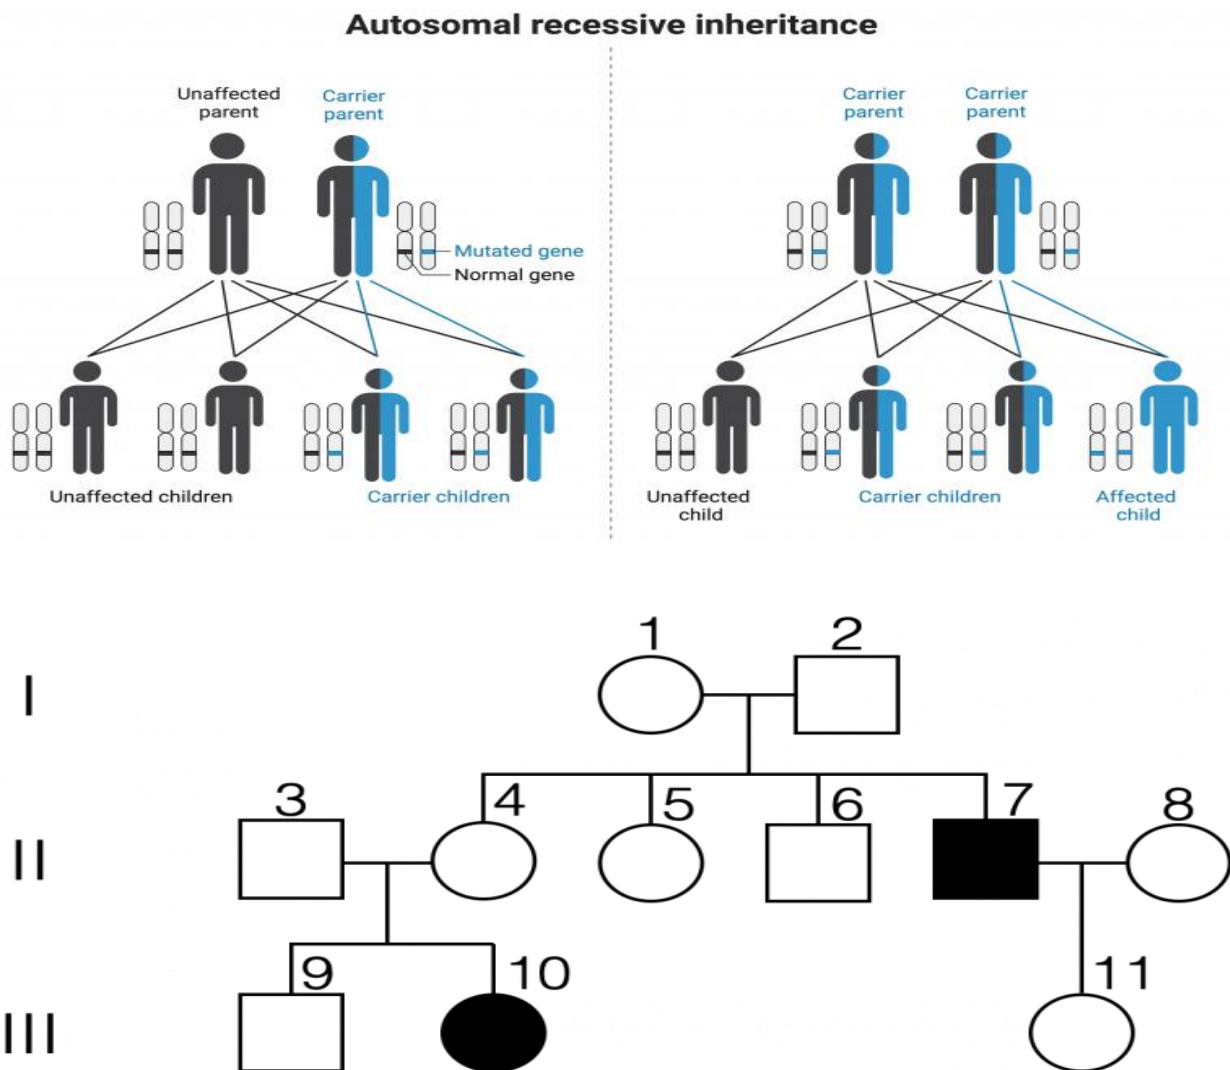 Autosomal recessive inheritance
Unaffected
parent
Carrier
parent
Mutated gene
Normal gene
Unaffected children
Carrier children
Carrier
parent
Carrier
parent
Unaffected
child
Carrier children
Affected
child
1 2
I
3 4 5 6 7 8
II
9 10 11
III